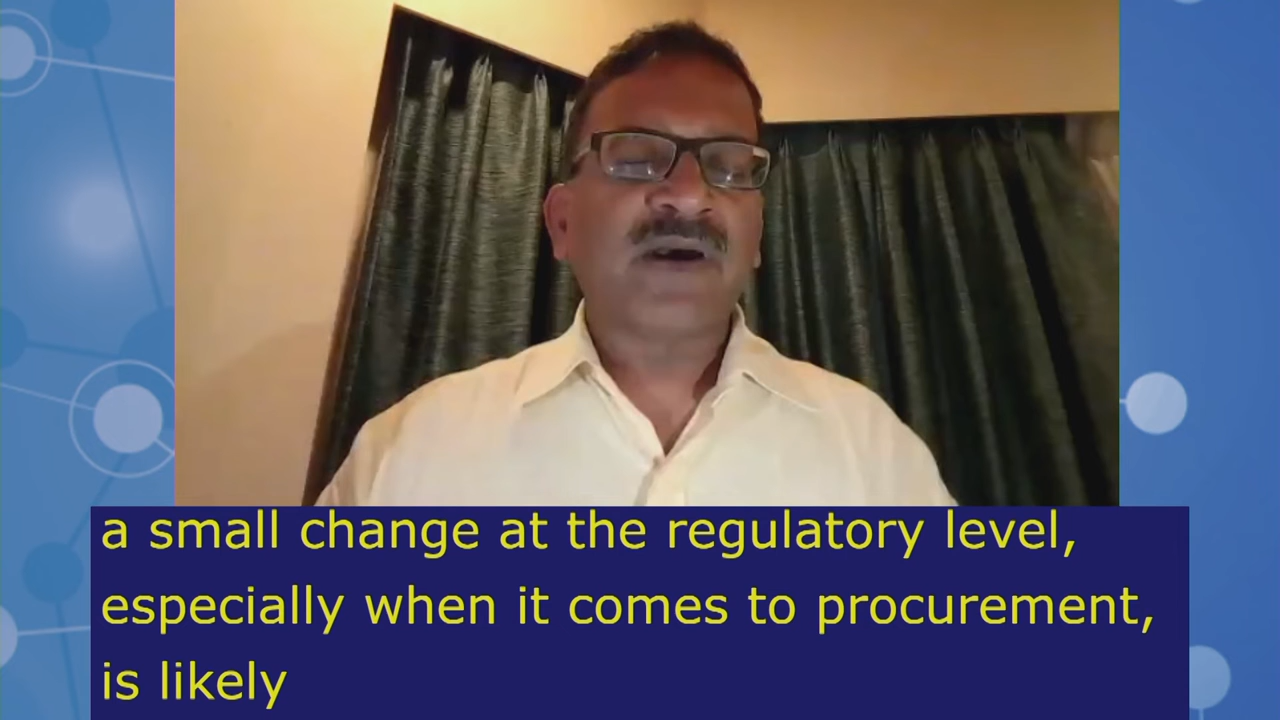 a small change at the regulatory level,
especially when it comes to procurement,
is likely